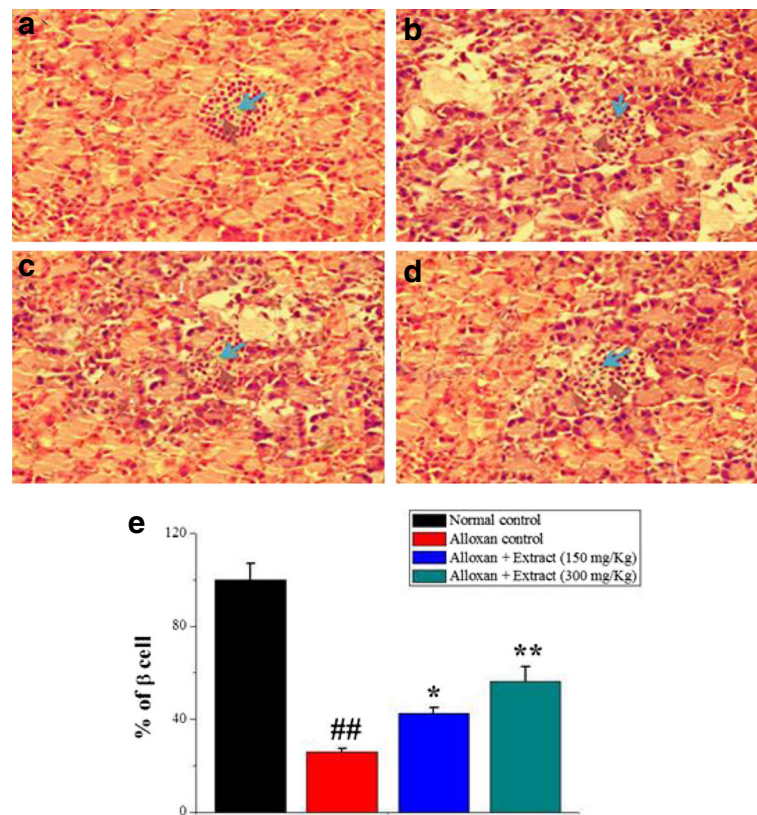 a
b
c
d
e
120
80
40
0
% of β cell
Normal control
Alloxan control
Alloxan + Extract (150 mg/Kg)
Alloxan + Extract (300 mg/Kg)
##
*
**